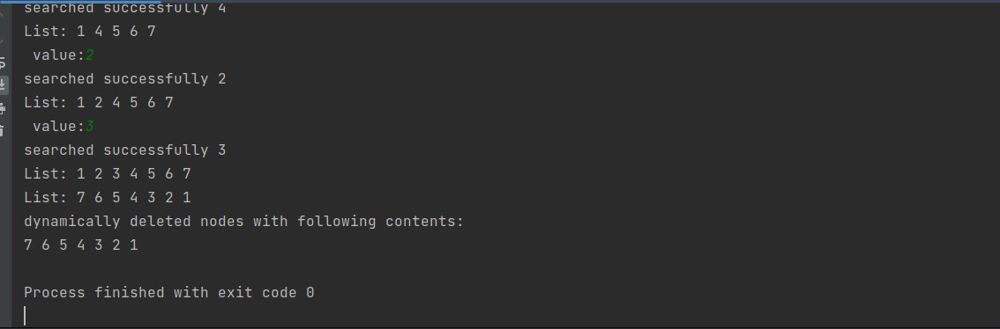 searched successfully 4
List: 1 4 5 6 7
value:2
searched successfully 2
List: 1 2 4 5 6 7
value:3
searched successfully 3
List: 1 2 3 4 5 6 7
List: 7 6 5 4 3 2 1
dynamically deleted nodes with following contents:
7 6 5 4 3 2 1
Process finished with exit code 0